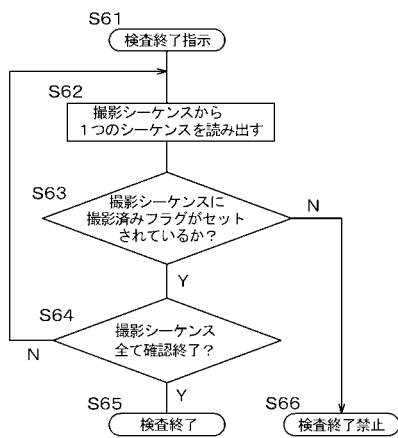 S61
検査終了指示
S62
撮影シーケンスから
1つのシーケンスを読み出す
S63
撮影シーケンスに
撮影済みフラグがセット
されているか?
N
Y
S64
撮影シーケンス
全て確認終了?
N
Y
S65
検査終了
S66
検査終了禁止